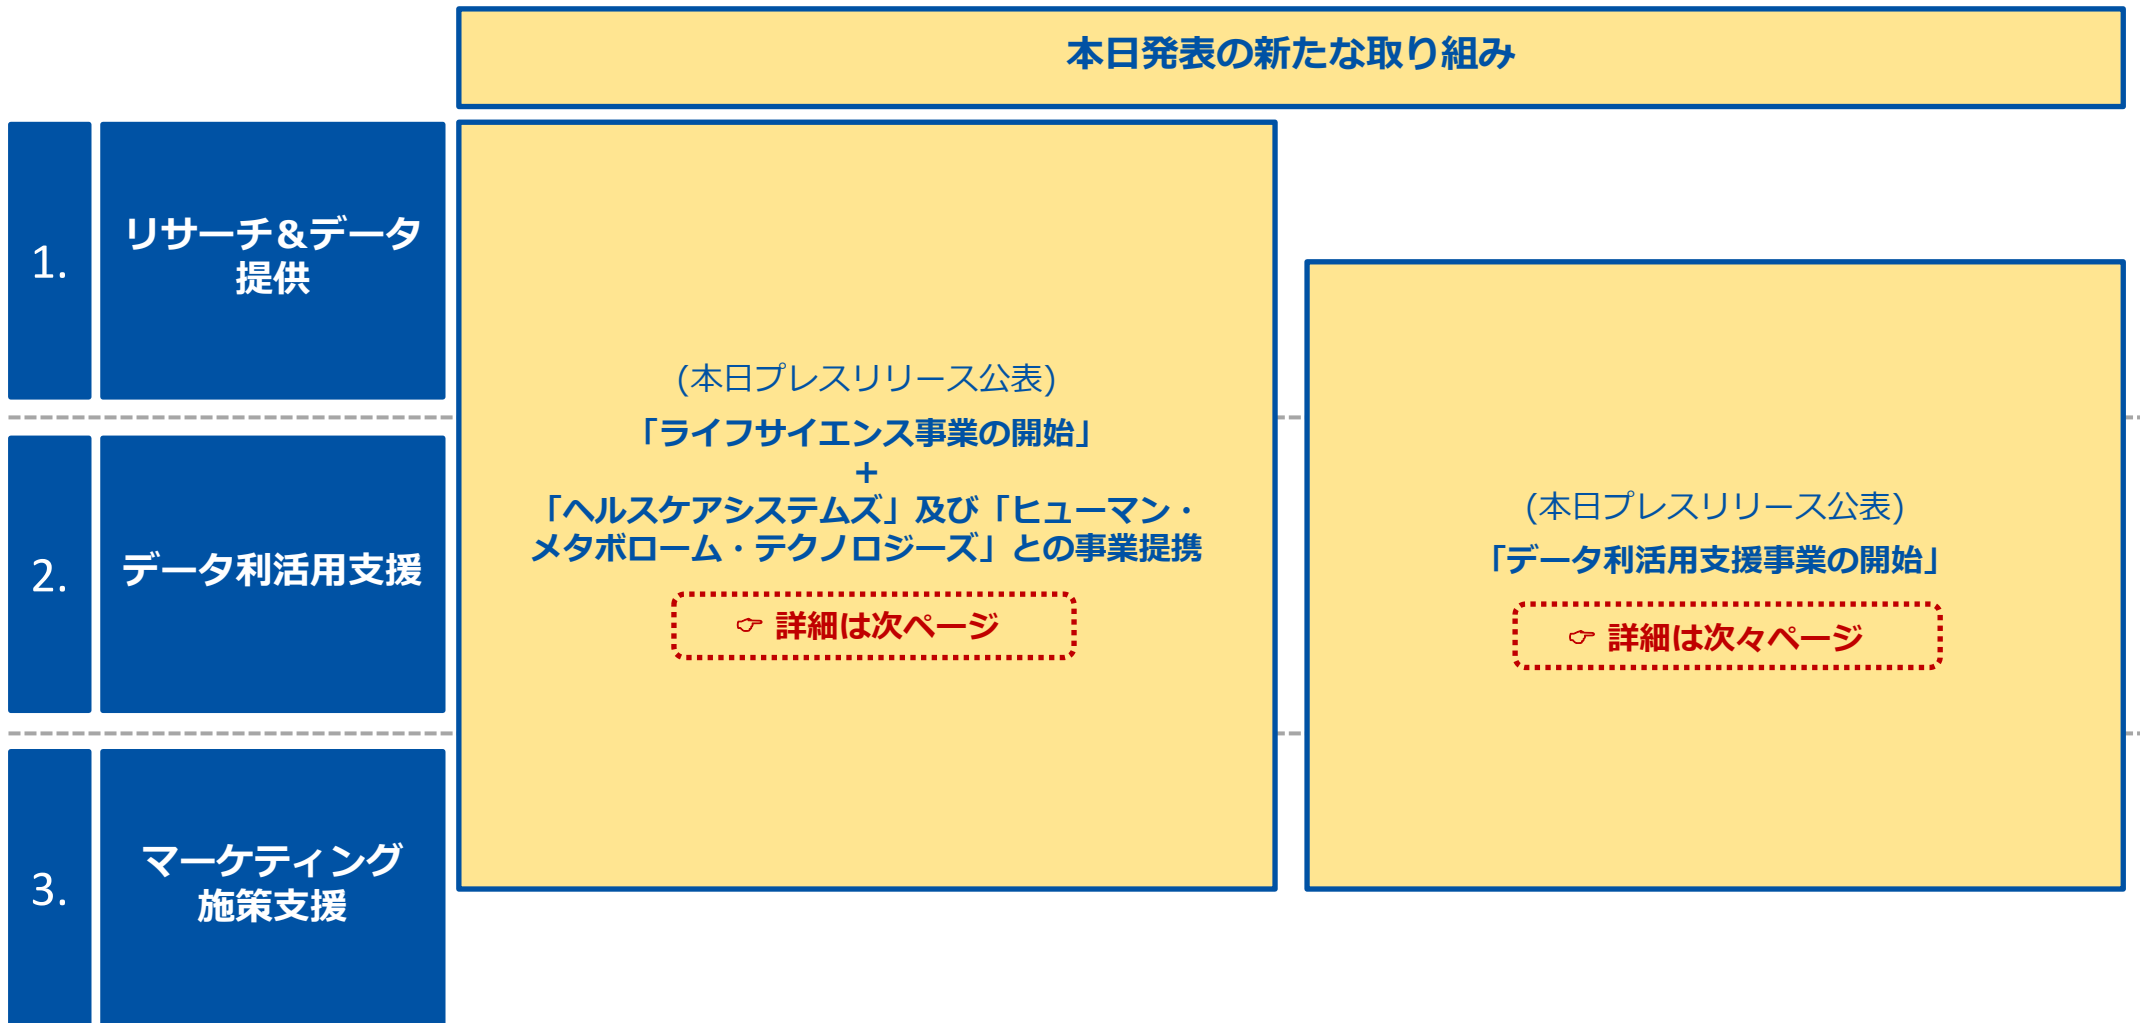 本日発表の新たな取り組み
1.
リサーチ＆データ
提供
2.
データ利活用支援
3.
マーケティング
施策支援
(本日プレスリリース公表)
「ライフサイエンス事業の開始」
+
「ヘルスケアシステムズ」及び「ヒューマン・
メタボローム・テクノロジーズ」との事業提携
☞ 詳細は次ページ
(本日プレスリリース公表)
「データ利活用支援事業の開始」
☞ 詳細は次々ページ